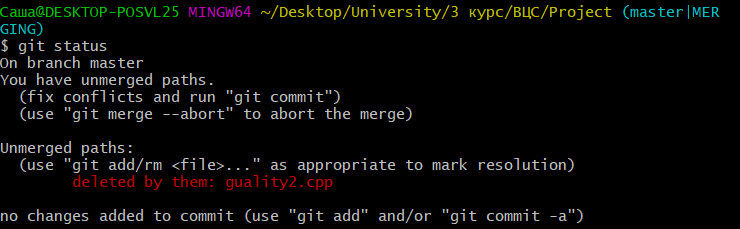 Саша@DESKTOP-POSVL25 MINGW64 ~/Desktop/University/3 курс/ВЦС/Project (master|MER
GING)
$ git status
On branch master
You have unmerged paths.
  (fix conflicts and run "git commit")
  (use "git merge --abort" to abort the merge)

Unmerged paths:
  (use "git add/rm <file>..." as appropriate to mark resolution)
        deleted by them: guality2.cpp

no changes added to commit (use "git add" and/or "git commit -a")